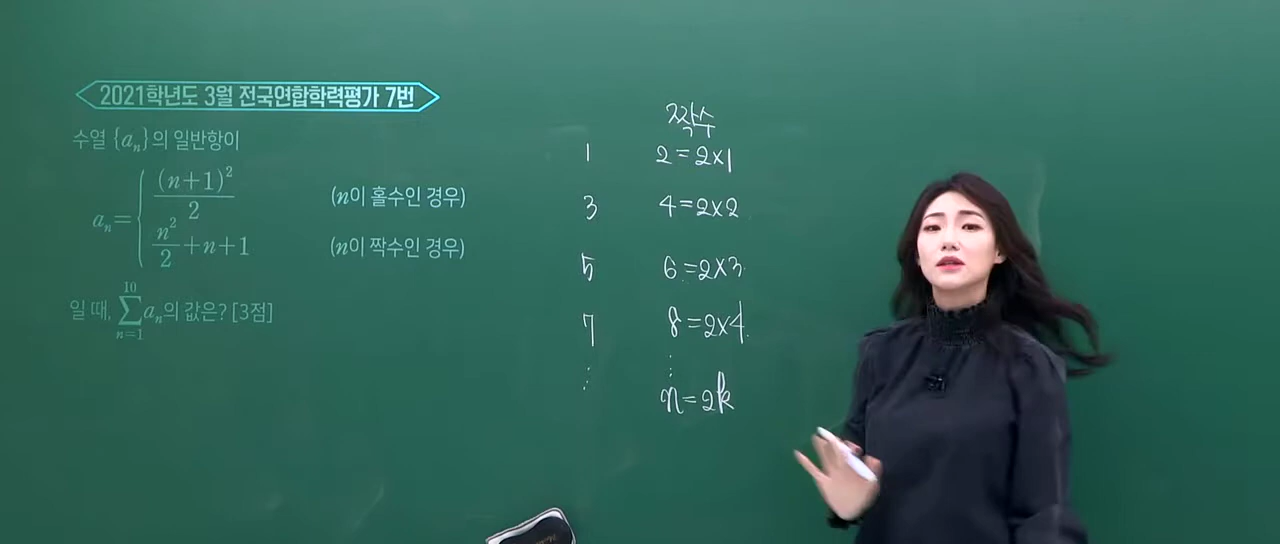 2021학년도 3월 전국연합학력평가 7번
수열 {aₙ}의 일반항이
aₙ = { (n+1)²/2 (n이 홀수인 경우)
n²/2 + n + 1 (n이 짝수인 경우)
일 때, ∑ₙ₌₁¹⁰ aₙ의 값은? [3점]
짝수
1 2=2×1
3 4=2×2
5 6=2×3
7 8=2×4
⋮ ⋮
n=2k